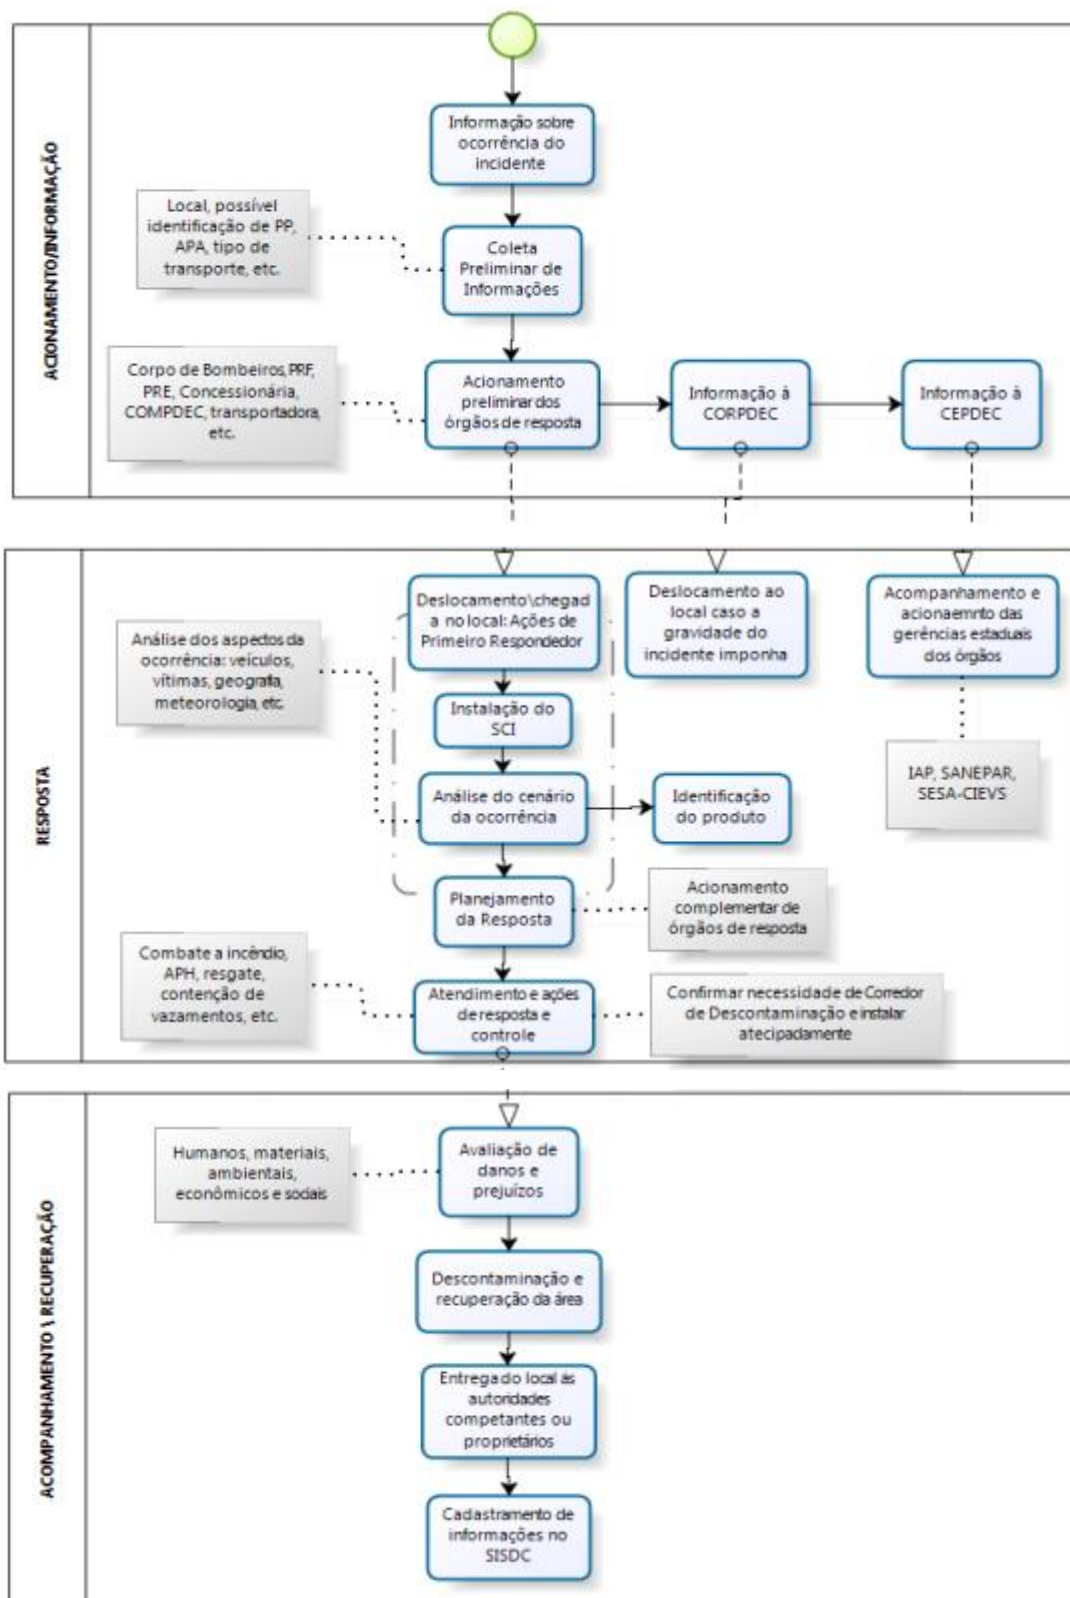 ACIONAMENTO/INFORMAÇÃO
Informação sobre
ocorrência do
incidente
Local, possível
identificação de PP,
APA, tipo de
transporte, etc.
Coleta
Preliminar de
Informações
Corpo de Bombeiros, PRF,
PRE, Concessionária,
COMPDEC, transportadora,
etc.
Acionamento
preliminar dos
órgãos de resposta
Informação à
CORPDEC
Informação à
CEPDEC
RESPOSTA
Deslocamento\chegad
a no local: Ações de
Primeiro Respondedor
Deslocamento ao
local caso a
gravidade do
incidente imponha
Acompanhamento e
acionaemnto das
gerências estaduais
dos órgãos
Análise dos aspectos da
ocorrência: veículos,
vítimas, geografia,
meteorologia, etc.
Instalação do
SCI
IAP, SANEPAR,
SESA-CIEVS
Análise do cenário
da ocorrência
Identificação
do produto
Planejamento
da Resposta
Acionamento
complementar de
órgãos de resposta
Combate a incêndio,
APH, resgate,
contenção de
vazamentos, etc.
Atendimento e ações
de resposta e
controle
Confirmar necessidade de Corredor
de Descontaminação e instalar
atecipadamente
ACOMPANHAMENTO \ RECUPERAÇÃO
Humanos, materiais,
ambientais,
econômicos e sociais
Avaliação de
danos e
prejuízos
Descontaminação e
recuperação da área
Entrega do local às
autoridades
competantes ou
proprietários
Cadastramento de
informações no
SISDC